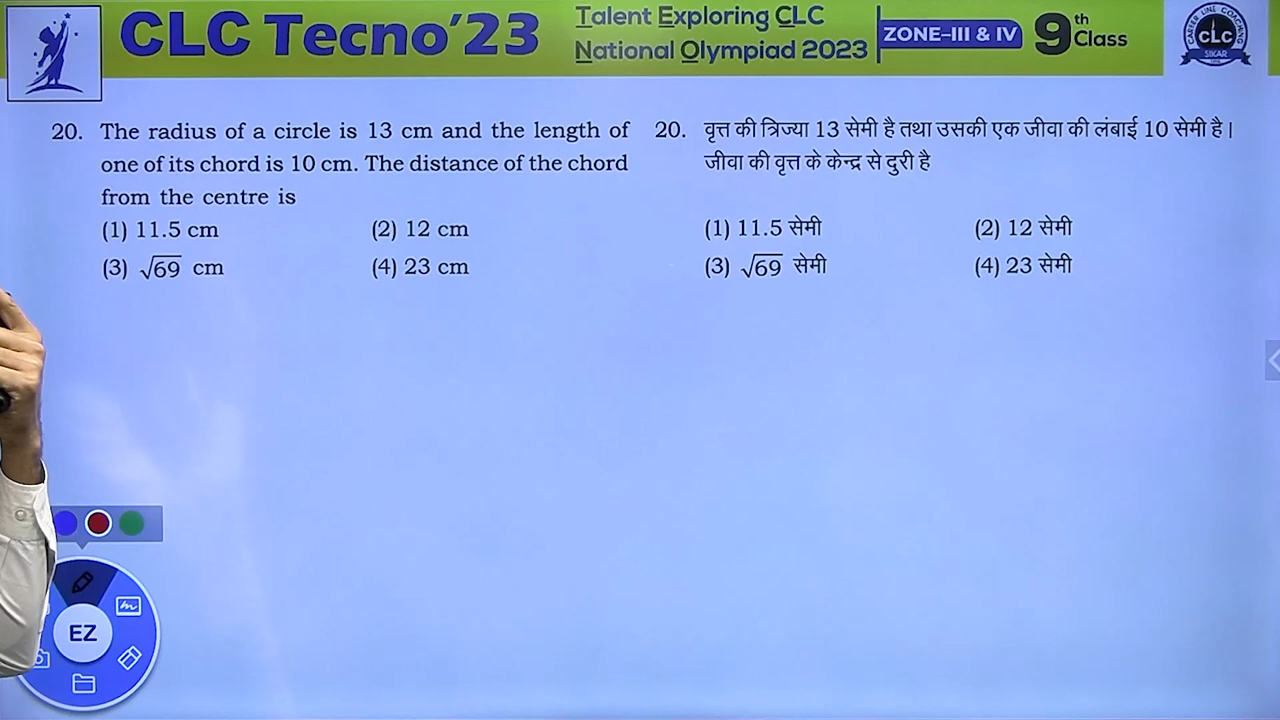 CLC Tecno'23
Talent Exploring CLC
National Olympiad 2023
ZONE–III & IV
9th Class
CAREER LINE COACHING
CLC
SIKAR
20. The radius of a circle is 13 cm and the length of
one of its chord is 10 cm. The distance of the chord
from the centre is
(1) 11.5 cm (2) 12 cm
(3) √69 cm (4) 23 cm
20. वृत्त की त्रिज्या 13 सेमी है तथा उसकी एक जीवा की लंबाई 10 सेमी है।
जीवा की वृत्त के केन्द्र से दुरी है
(1) 11.5 सेमी (2) 12 सेमी
(3) √69 सेमी (4) 23 सेमी
EZ